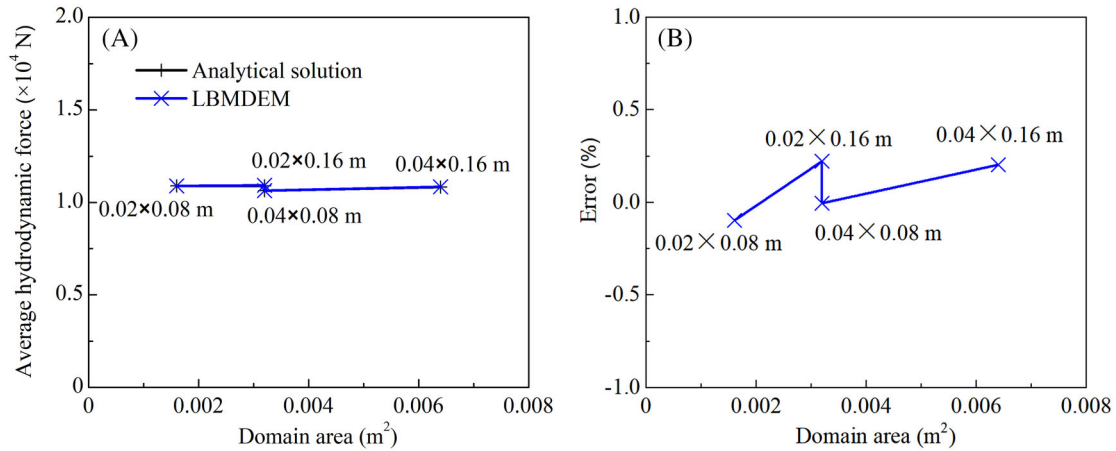 (A)
Average hydrodynamic force (×10⁴ N)
2.0
1.5
1.0
0.5
0
Analytical solution
LBMDEM
0.02×0.16 m
0.04×0.16 m
0.02×0.08 m
0.04×0.08 m
0
0.002
0.004
0.006
0.008
Domain area (m²)
(B)
Error (%)
1.0
0.5
0.0
-0.5
-1.0
0.02×0.16 m
0.04×0.16 m
0.02×0.08 m
0.04×0.08 m
0
0.002
0.004
0.006
0.008
Domain area (m²)